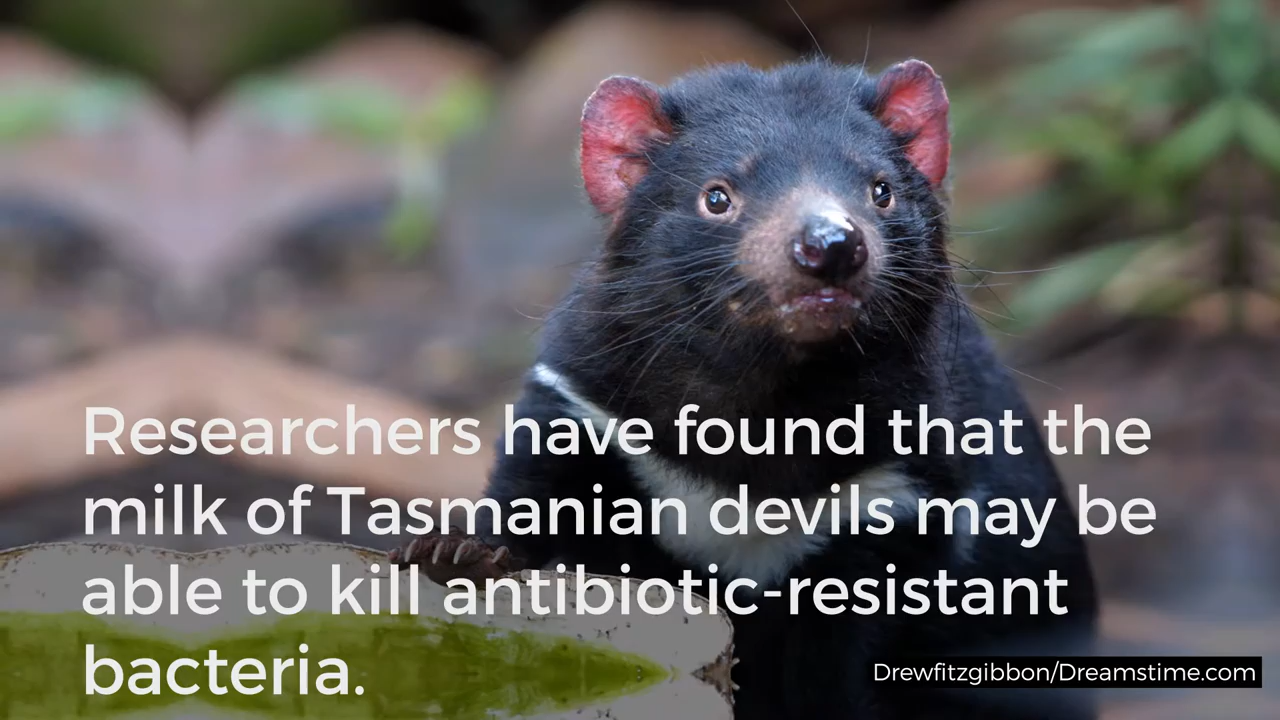 Researchers have found that the
milk of Tasmanian devils may be
able to kill antibiotic-resistant
bacteria.
Drewfitzgibbon/Dreamstime.com